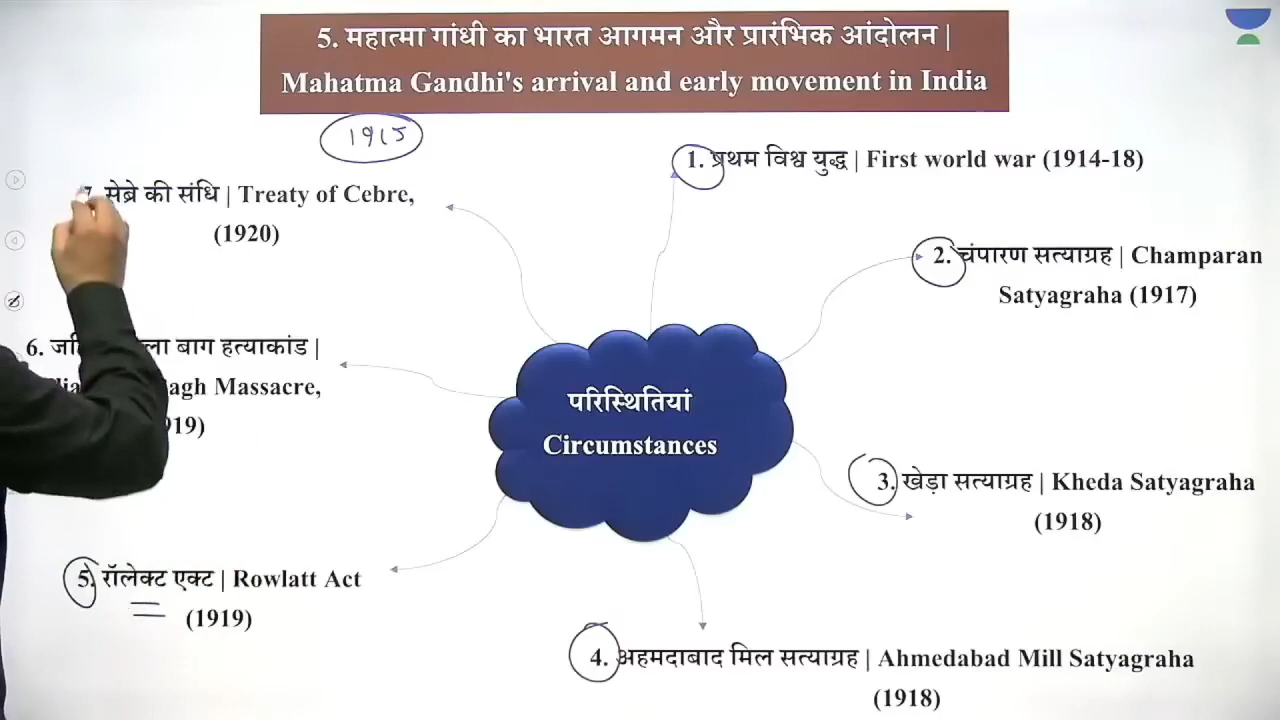 5. महात्मा गांधी का भारत आगमन और प्रारंभिक आंदोलन |
Mahatma Gandhi's arrival and early movement in India
1915
1. प्रथम विश्व युद्ध | First world war (1914-18)
2. चंपारण सत्याग्रह | Champaran
Satyagraha (1917)
3. खेड़ा सत्याग्रह | Kheda Satyagraha
(1918)
4. अहमदाबाद मिल सत्याग्रह | Ahmedabad Mill Satyagraha
(1918)
5. रॉलेक्ट एक्ट | Rowlatt Act
(1919)
6. बाग हत्याकांड |
Massacre,
7. सेब्रे की संधि | Treaty of Cebre,
(1920)
परिस्थितियां
Circumstances